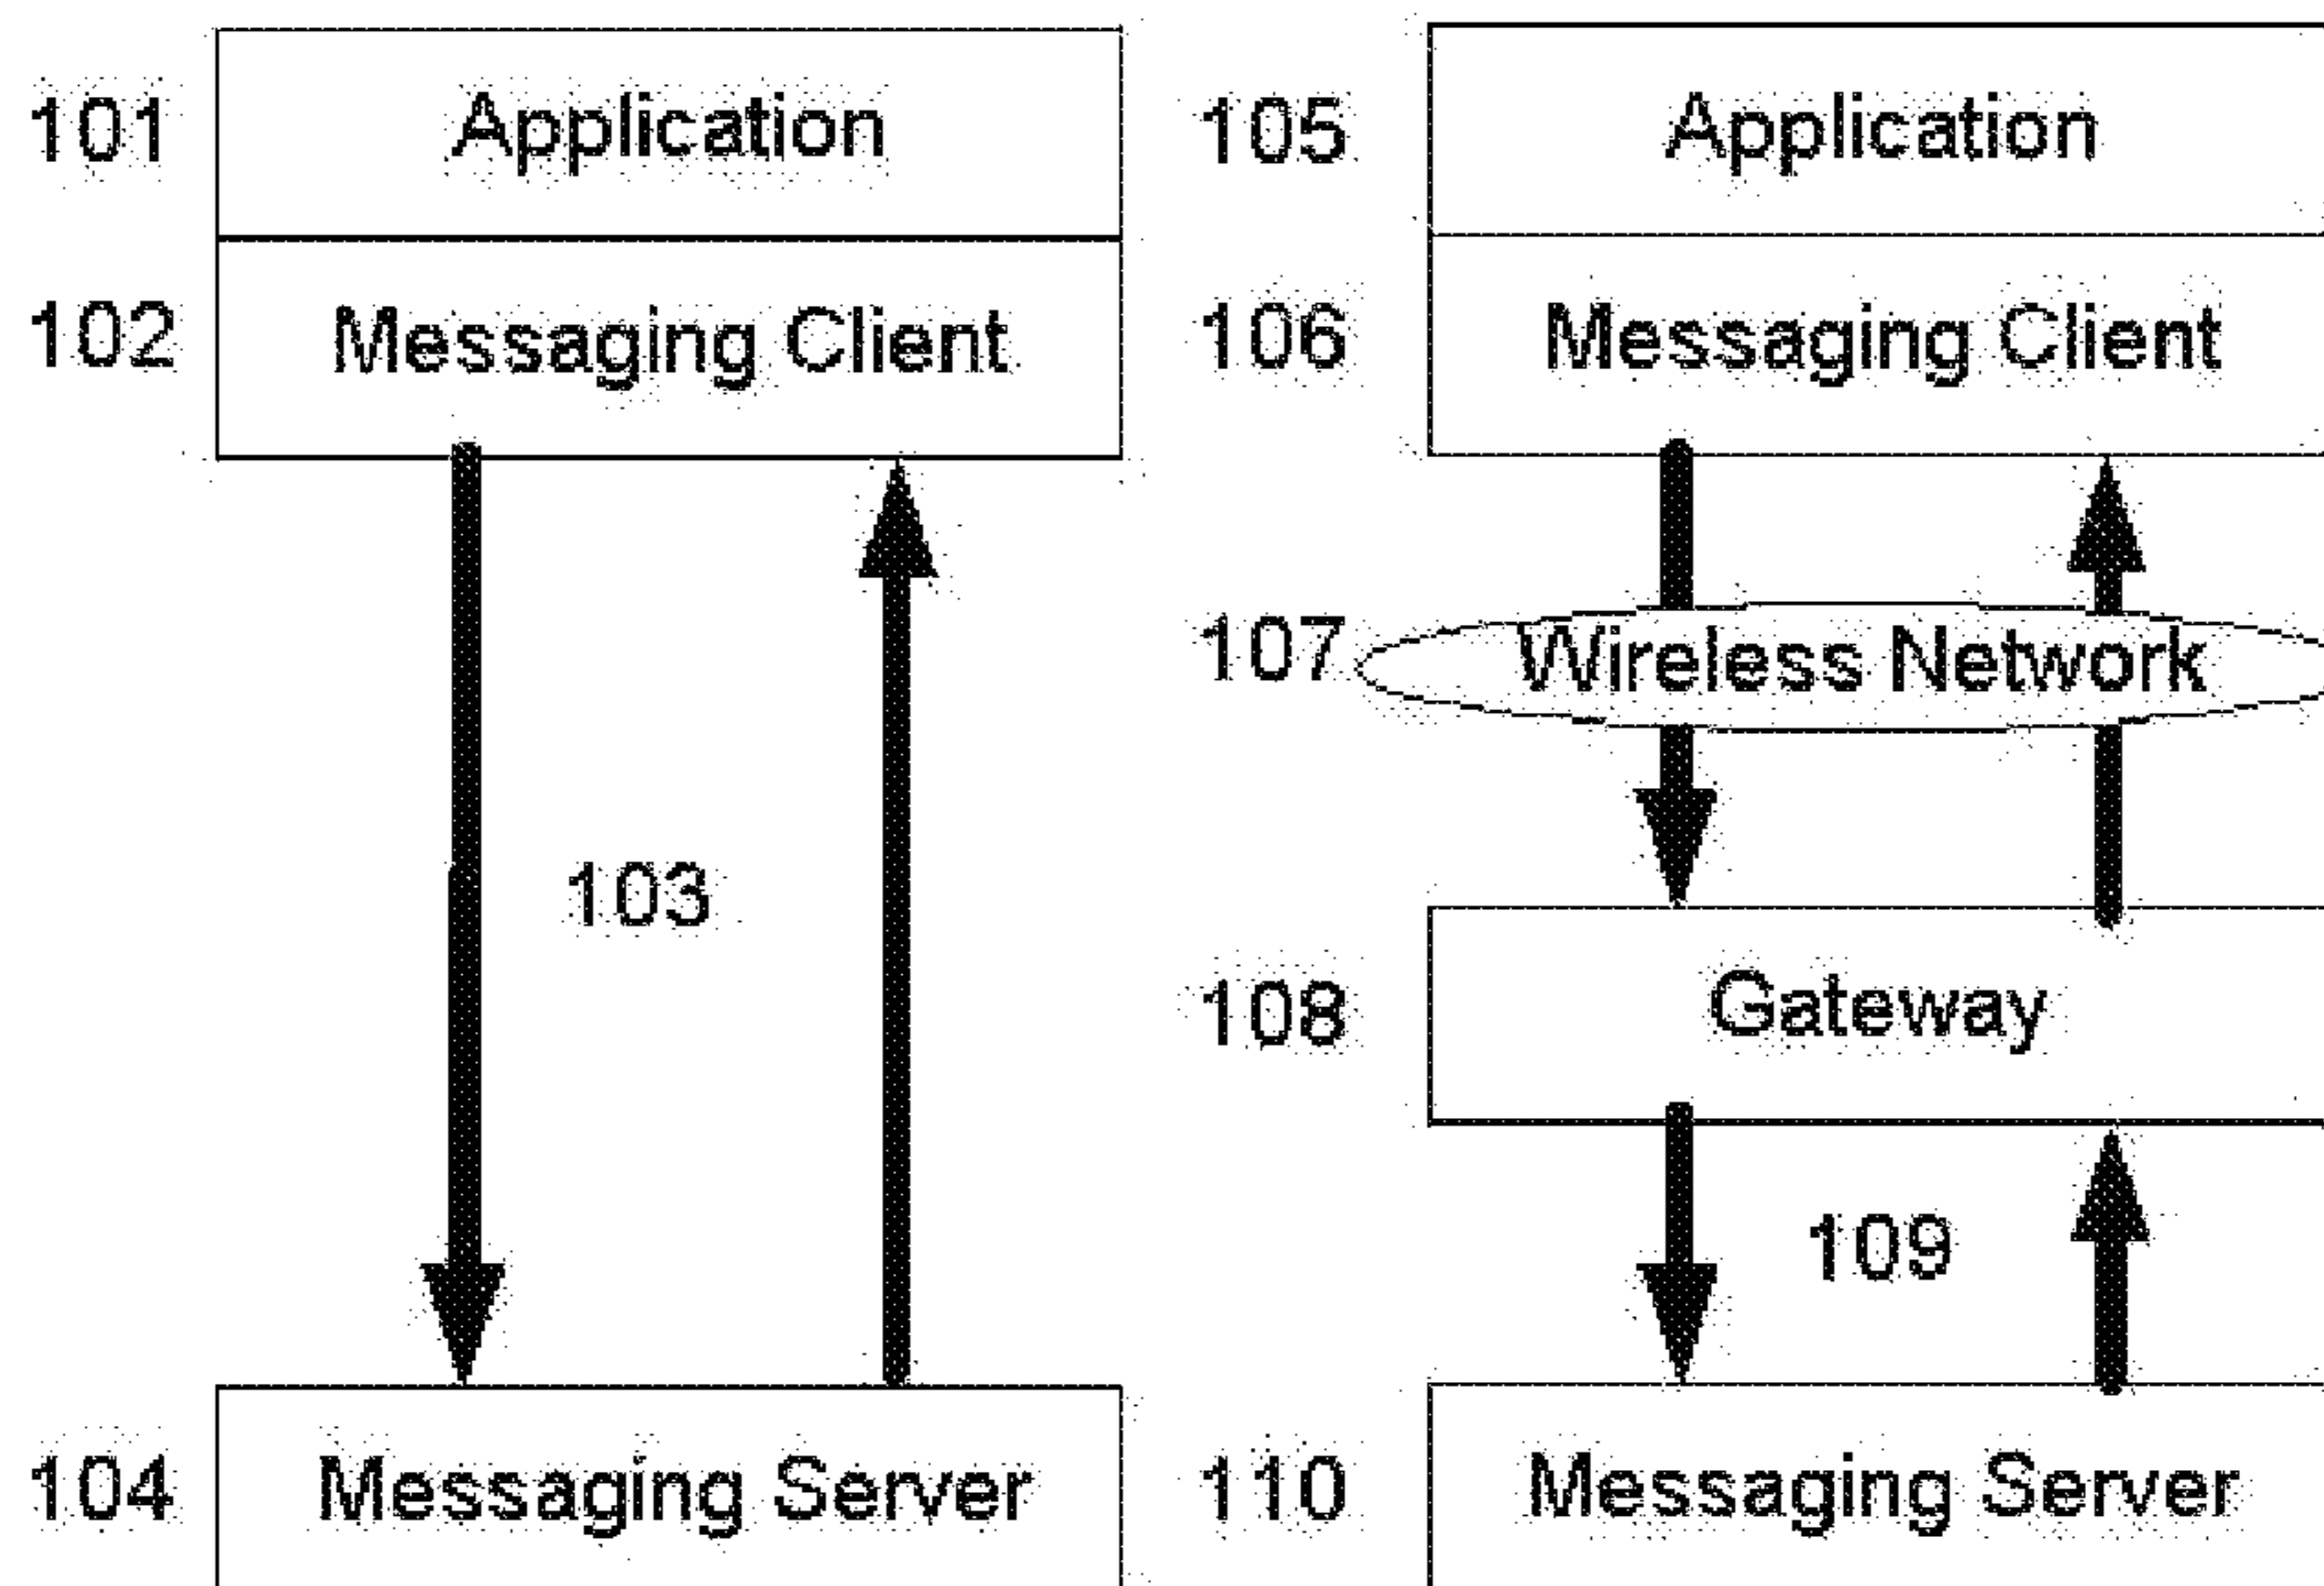 101 Application
102 Messaging Client
103
104 Messaging Server
105 Application
106 Messaging Client
107 Wireless Network
108 Gateway
109
110 Messaging Server